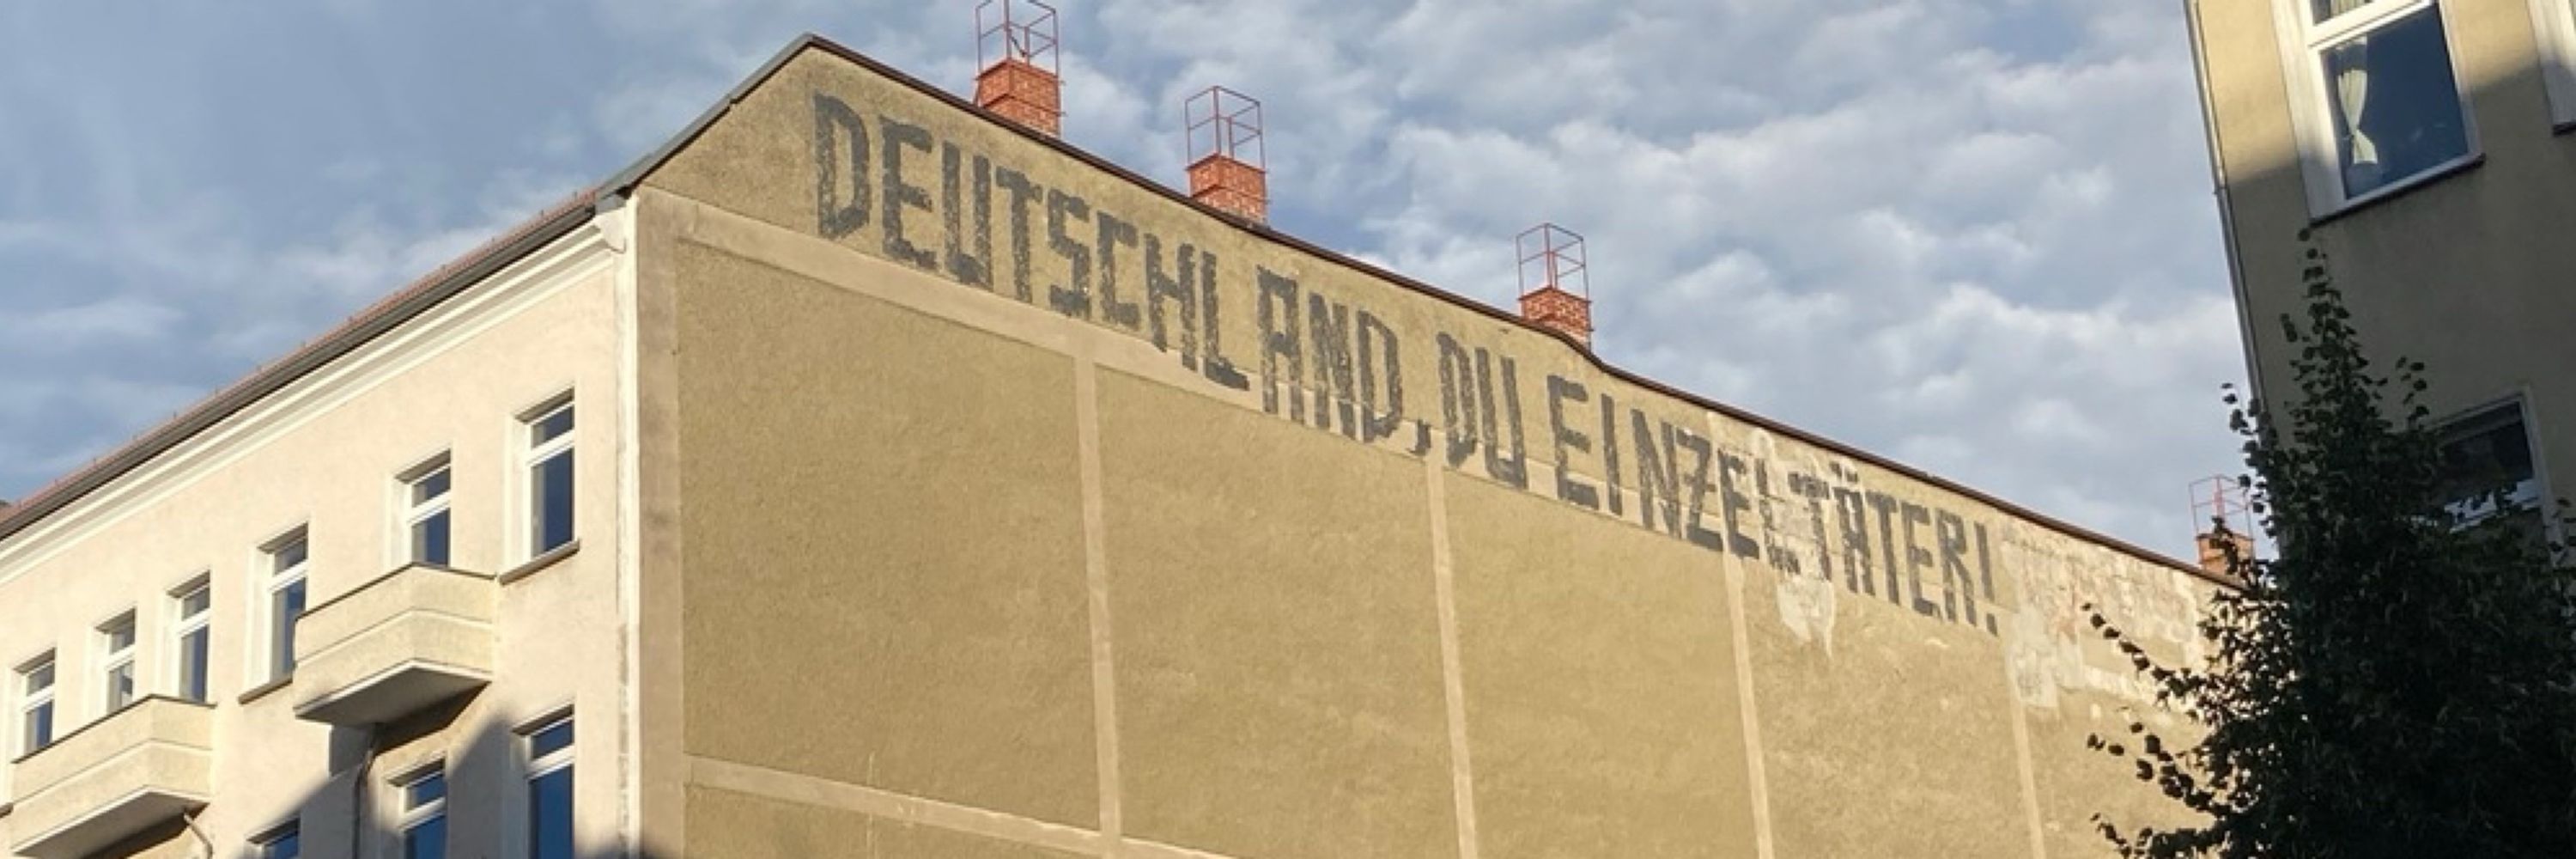 DEUTSCHLAND, DU EINZELTÄTER!